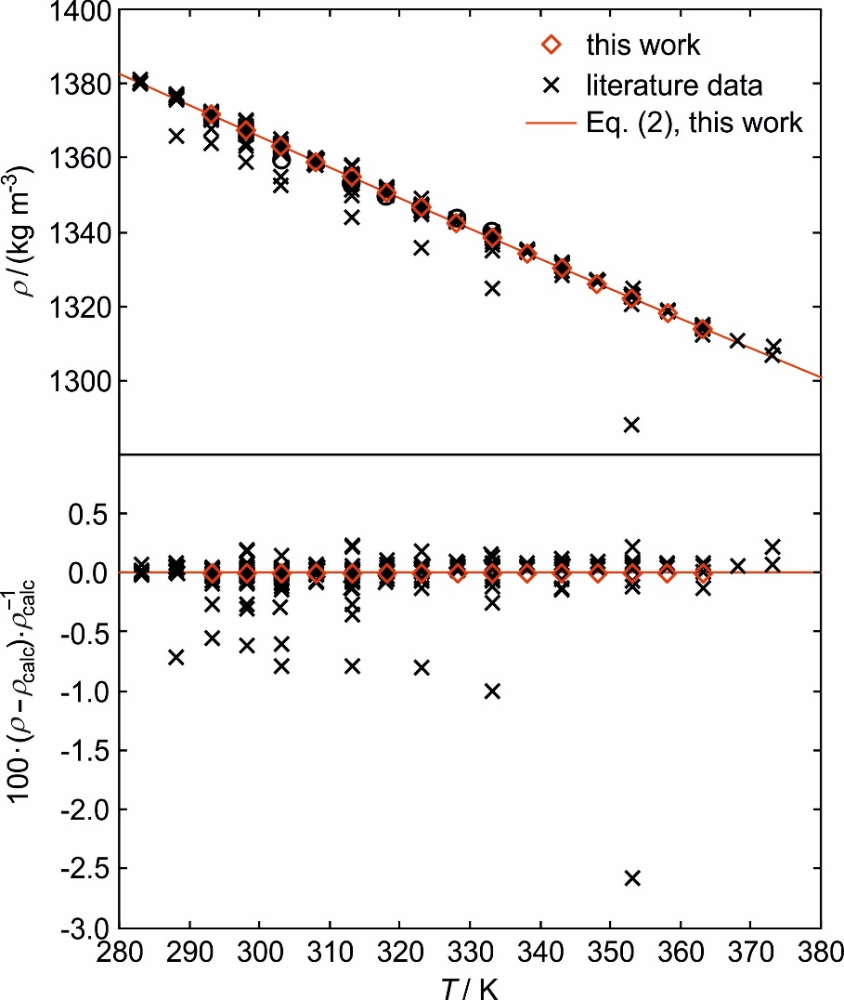 1400
1380
1360
1340
1320
1300
ρ / (kg m⁻³)
this work
literature data
Eq. (2), this work
0.5
0.0
-0.5
-1.0
-1.5
-2.0
-2.5
-3.0
100·(ρ − ρcalc)·ρcalc⁻¹
280 290 300 310 320 330 340 350 360 370 380
T / K